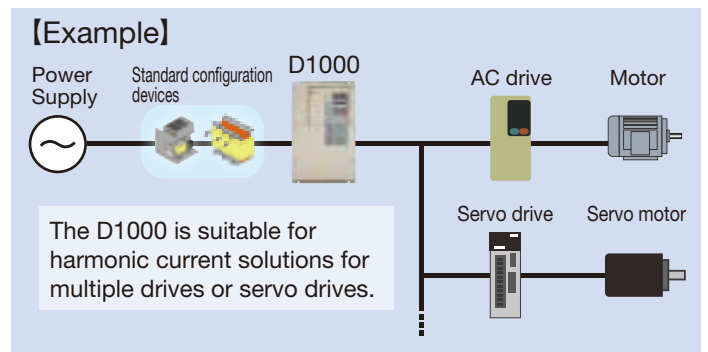 【Example】
Power
Supply
Standard configuration
devices
D1000
AC drive
Motor
Servo drive
Servo motor
The D1000 is suitable for
harmonic current solutions for
multiple drives or servo drives.